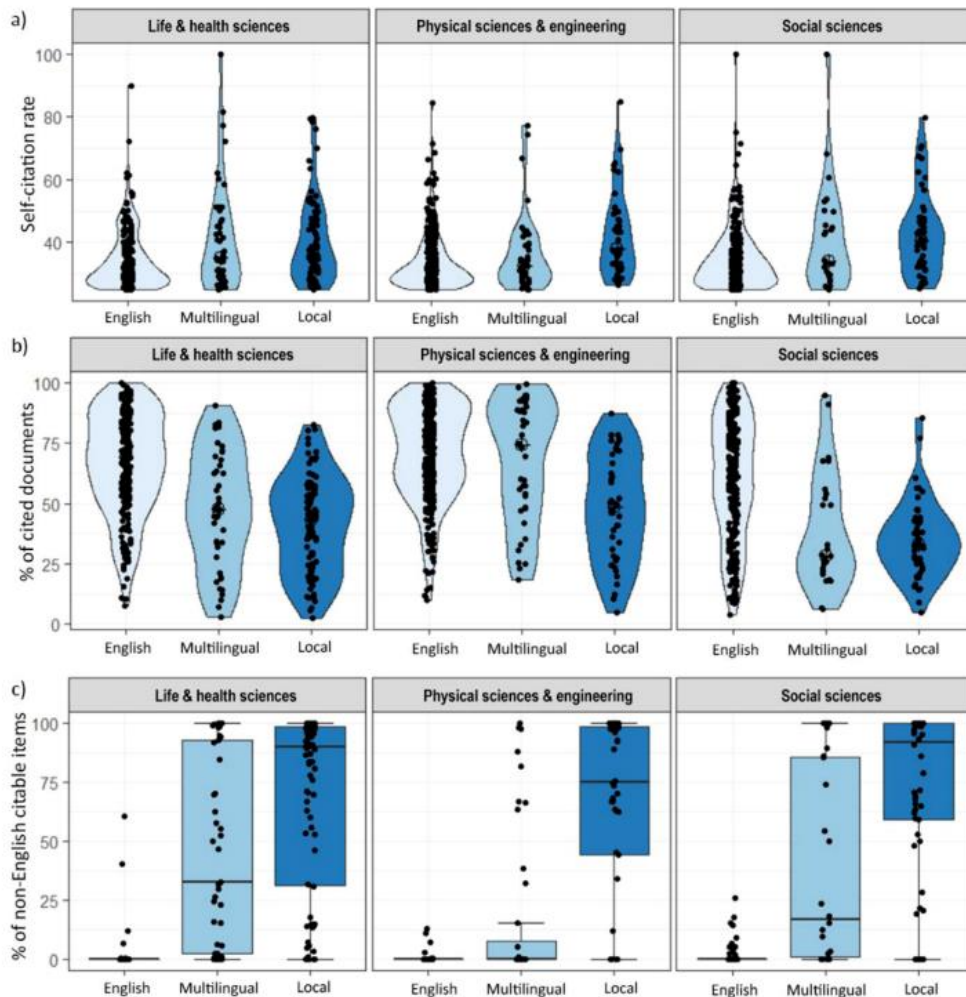 a)
Life & health sciences Physical sciences & engineering Social sciences
Self-citation rate
100
80
60
40
English Multilingual Local English Multilingual Local English Multilingual Local
b)
Life & health sciences Physical sciences & engineering Social sciences
% of cited documents
100
75
50
25
0
English Multilingual Local English Multilingual Local English Multilingual Local
c)
Life & health sciences Physical sciences & engineering Social sciences
% of non-English citable items
100
75
50
25
0
English Multilingual Local English Multilingual Local English Multilingual Local